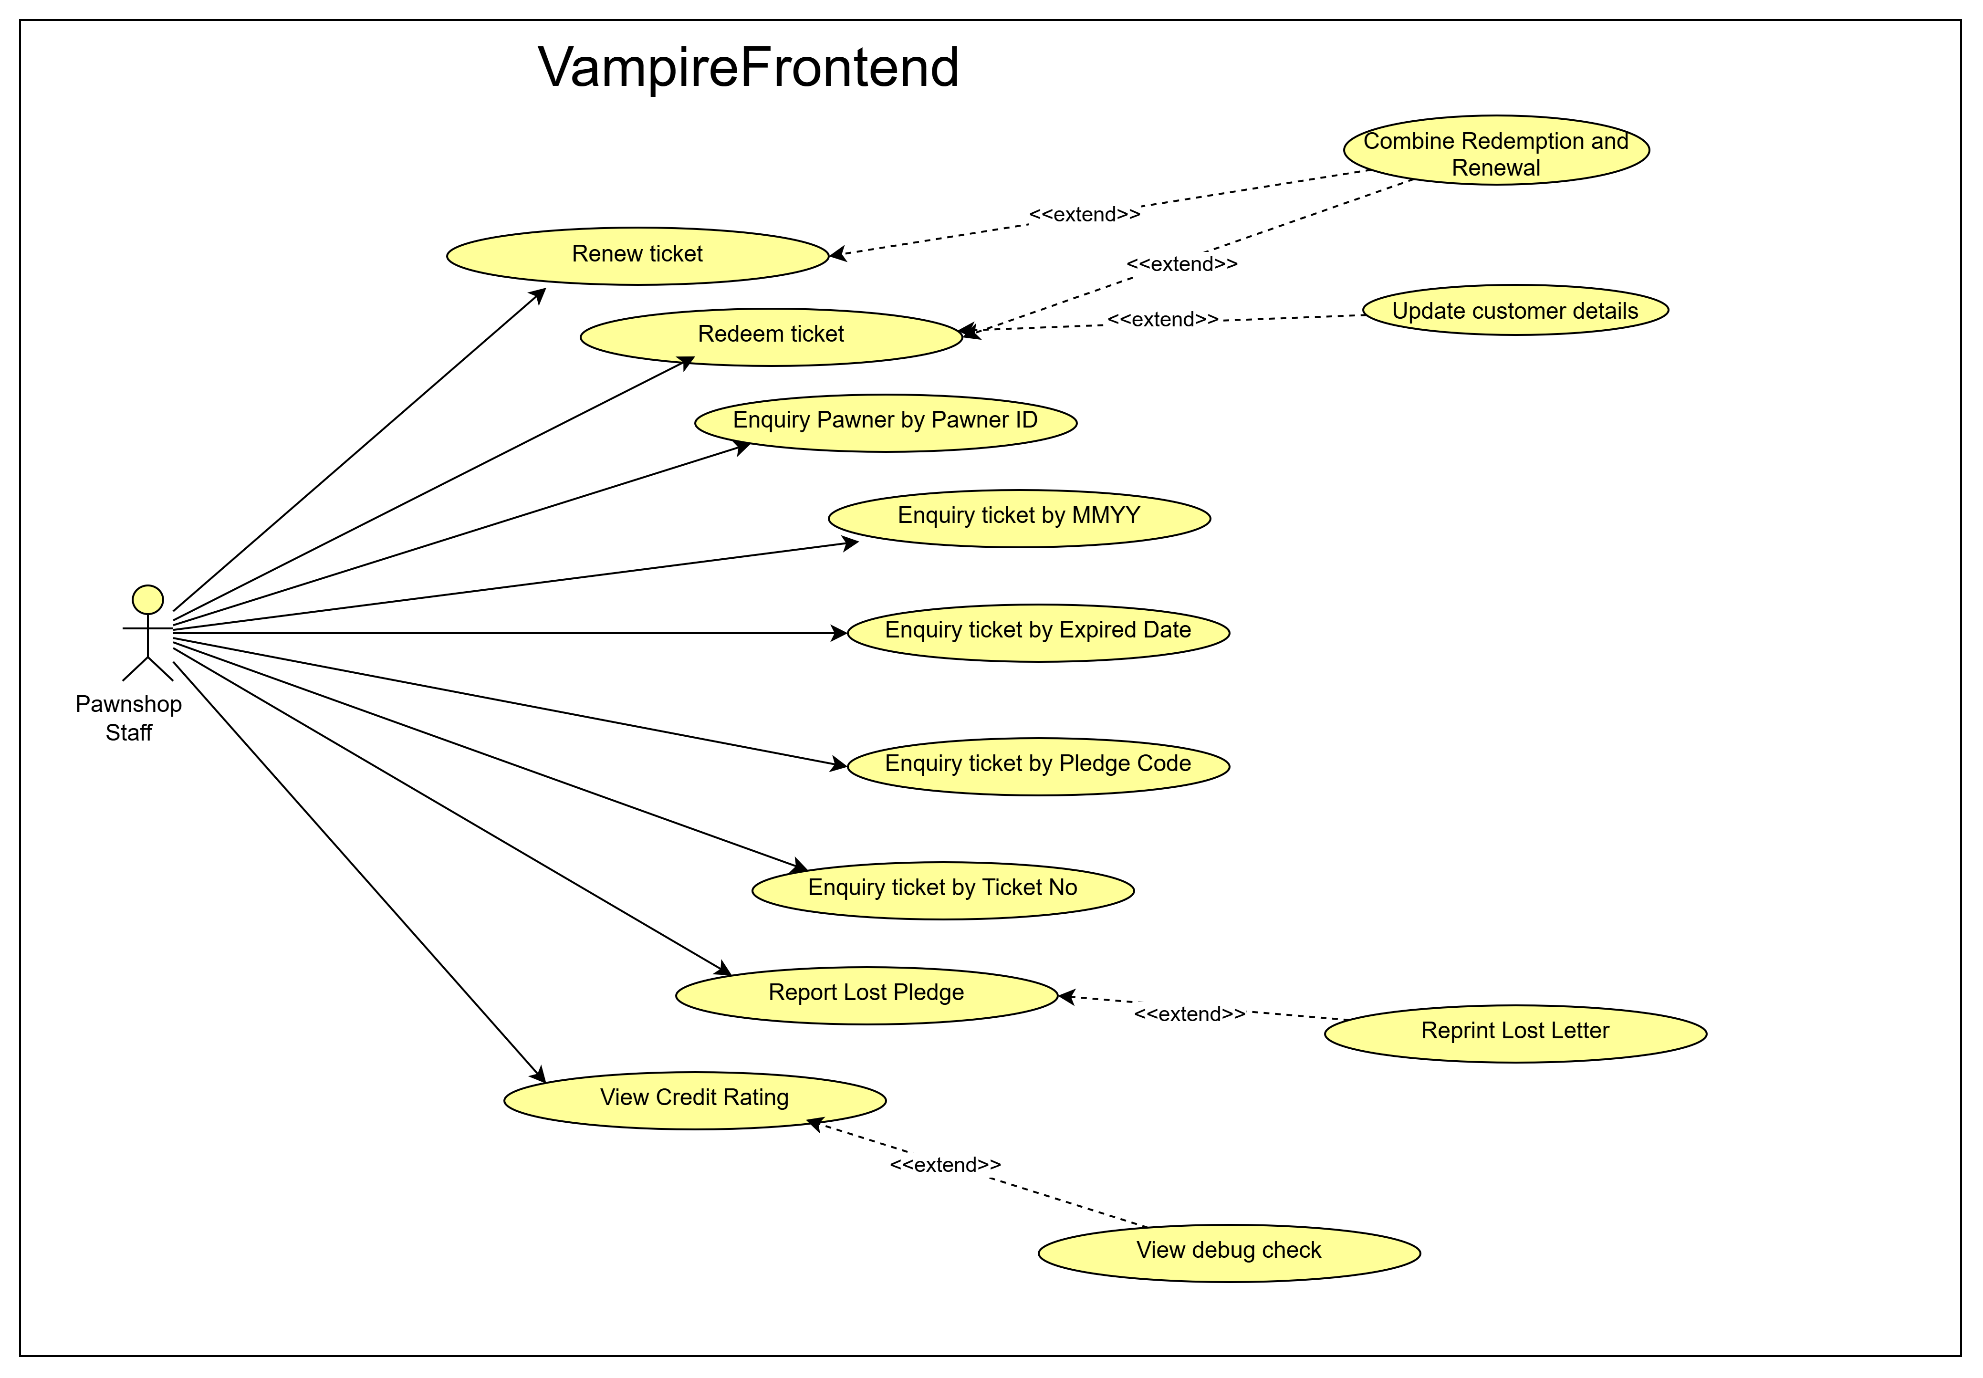 VampireFrontend
Combine Redemption and
Renewal
<<extend>>
Renew ticket
<<extend>>
Update customer details
<<extend>>
Redeem ticket
Enquiry Pawner by Pawner ID
Enquiry ticket by MMYY
Enquiry ticket by Expired Date
Pawnshop
Staff
Enquiry ticket by Pledge Code
Enquiry ticket by Ticket No
Report Lost Pledge
<<extend>>
Reprint Lost Letter
View Credit Rating
<<extend>>
View debug check